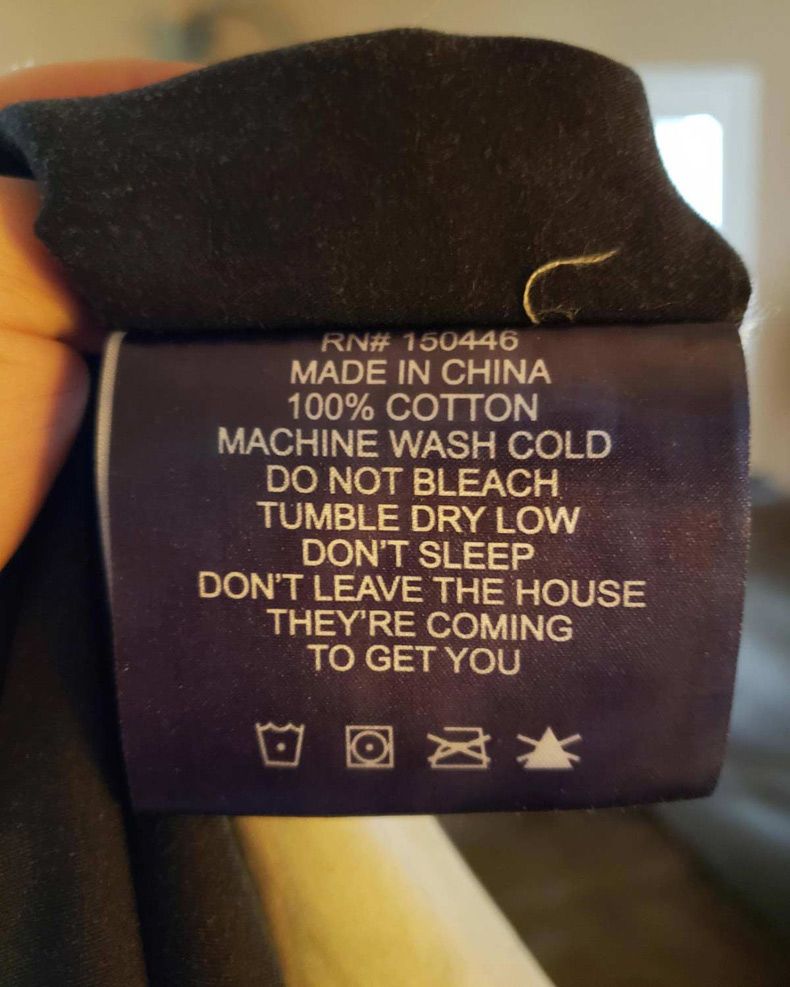 RN# 150446
MADE IN CHINA
100% COTTON
MACHINE WASH COLD
DO NOT BLEACH
TUMBLE DRY LOW
DON'T SLEEP
DON'T LEAVE THE HOUSE
THEY'RE COMING
TO GET YOU